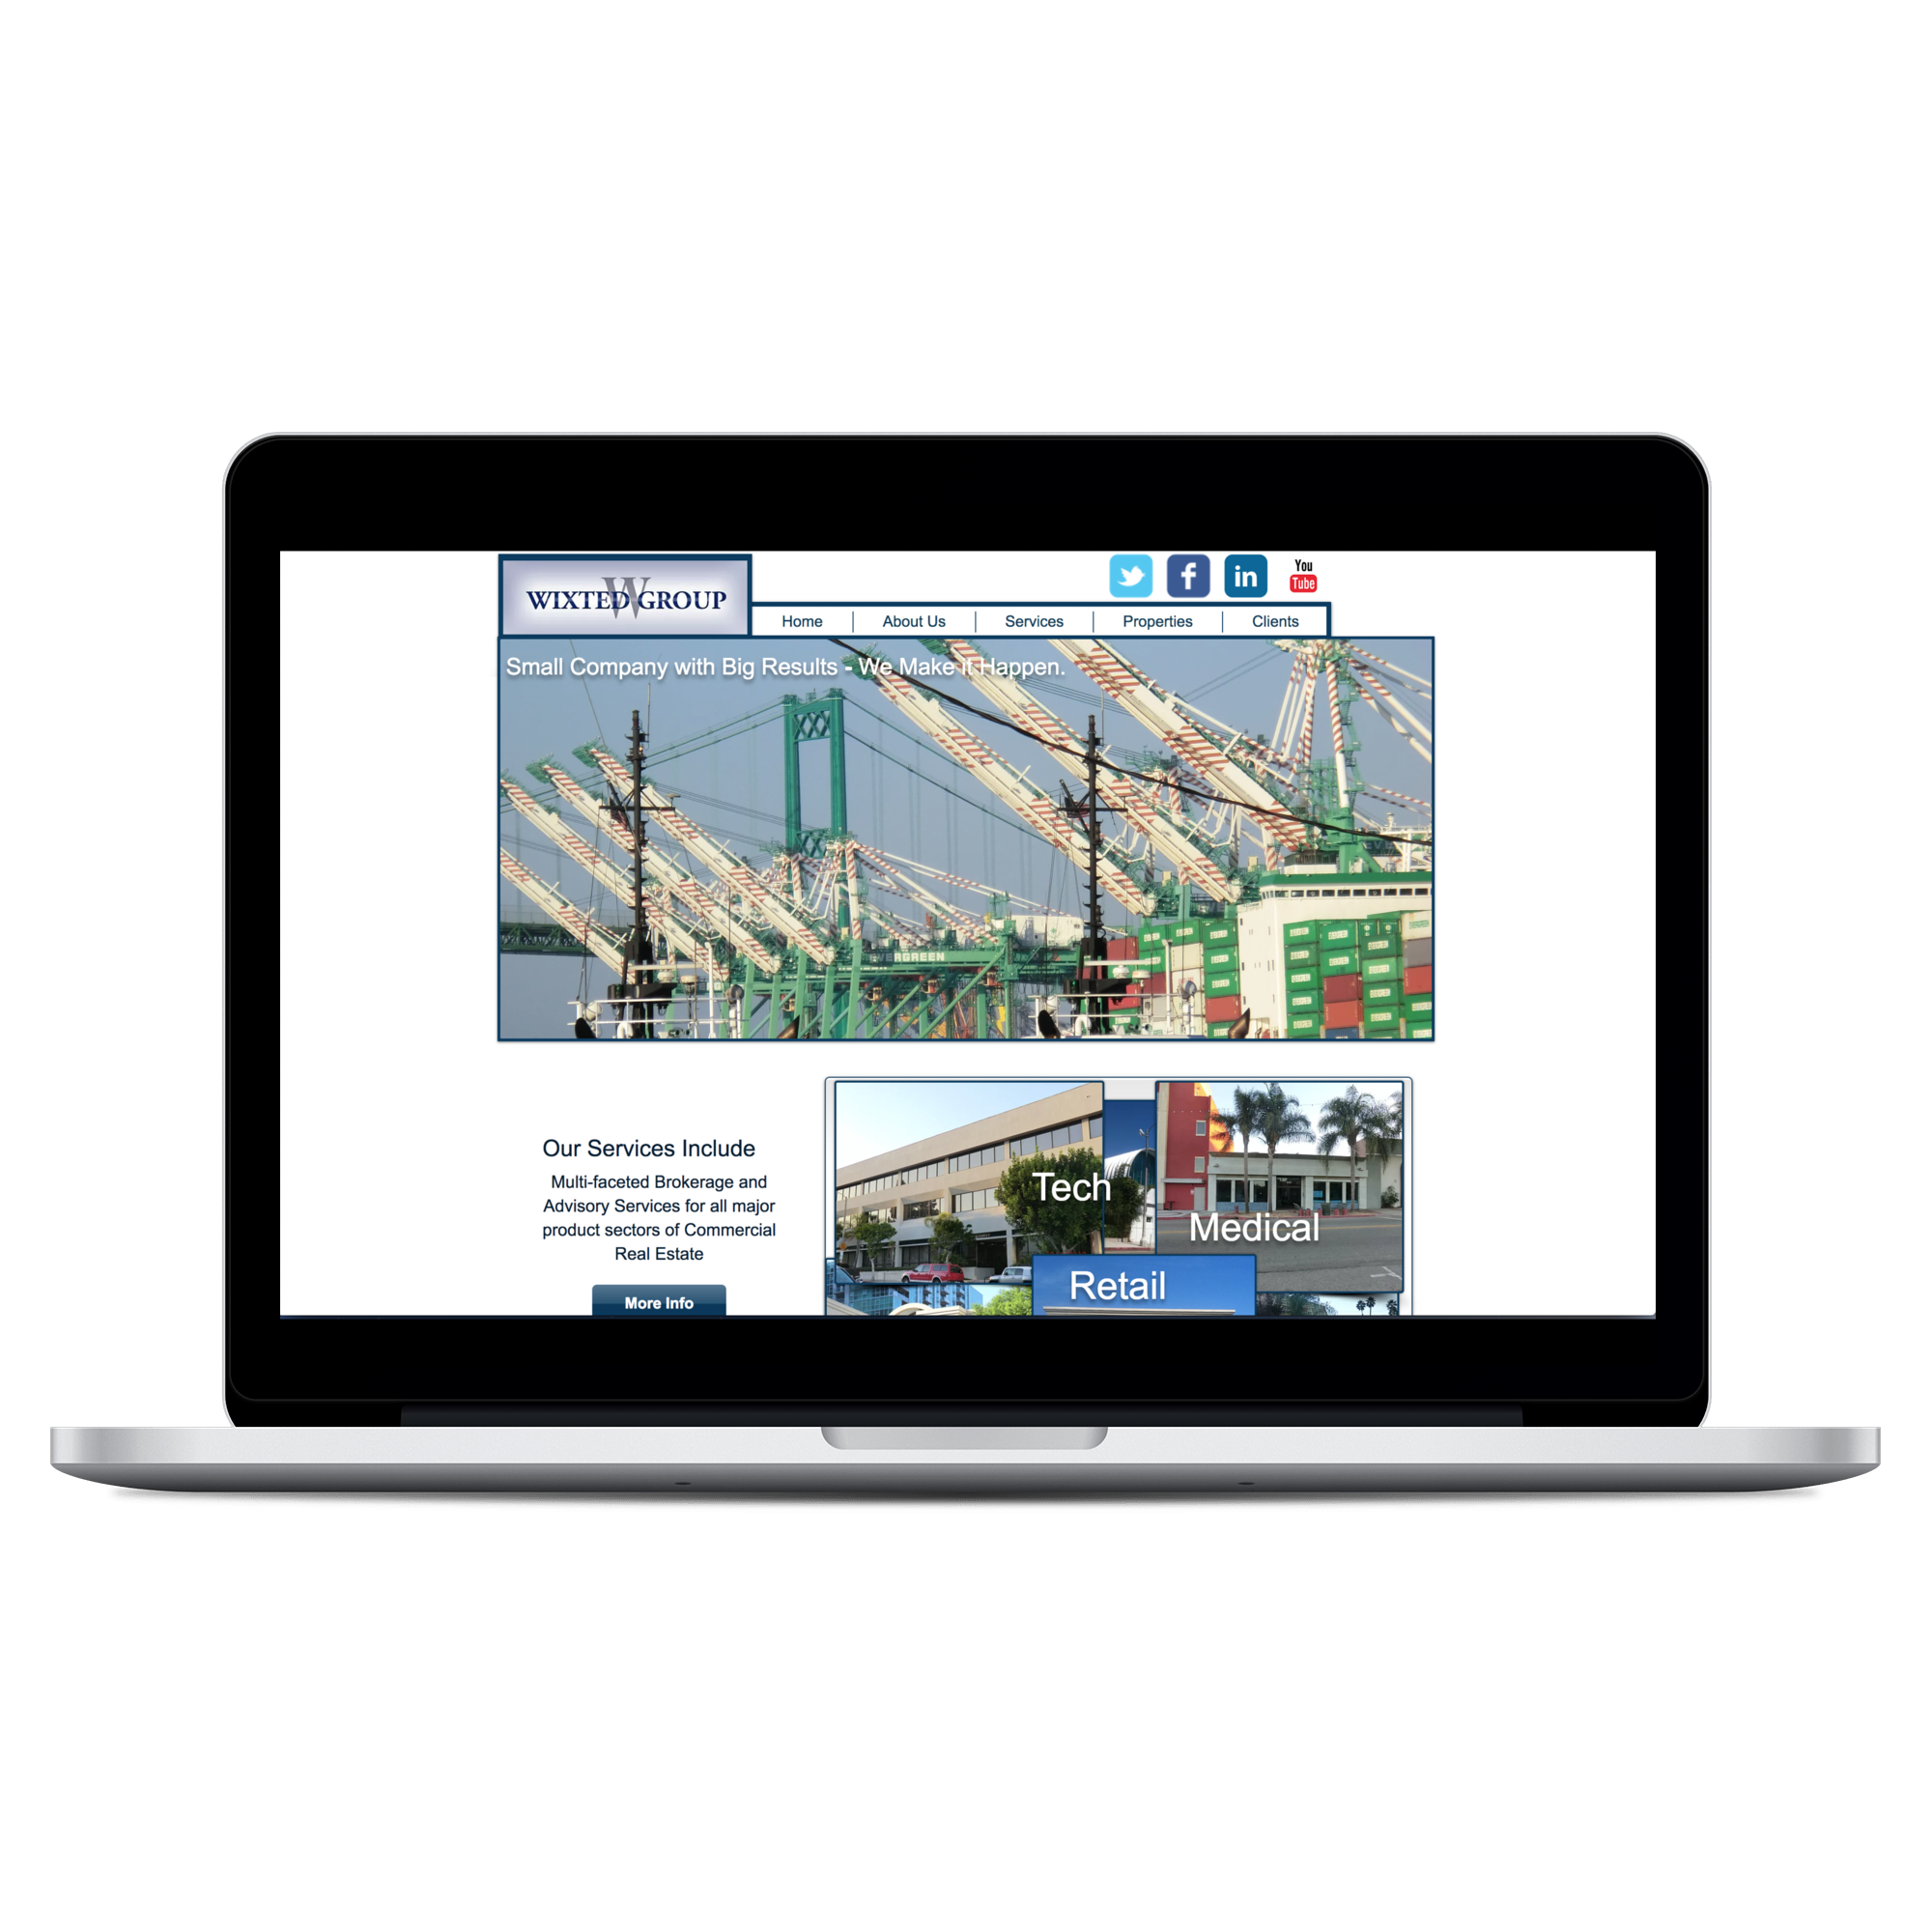 WIXTED GROUP
W
You
Tube
Home
About Us
Services
Properties
Clients
Small Company with Big Results - We Make it Happen.
EVERGREEN
Our Services Include
Multi-faceted Brokerage and
Advisory Services for all major
product sectors of Commercial
Real Estate
More Info
Tech
Medical
Retail